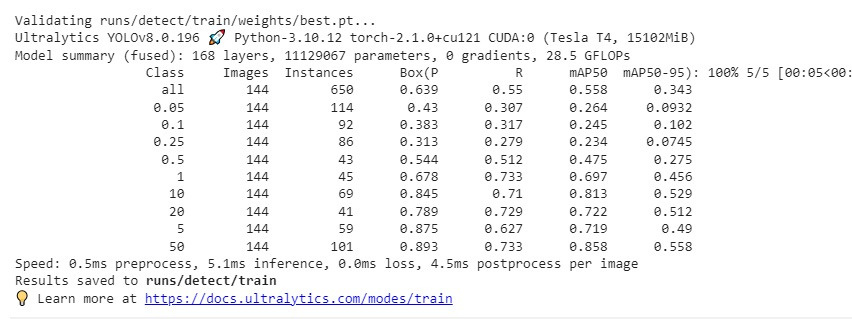 Validating runs/detect/train/weights/best.pt...
Ultralytics YOLOv8.0.196 🚀 Python-3.10.12 torch-2.1.0+cu121 CUDA:0 (Tesla T4, 15102MiB)
Model summary (fused): 168 layers, 11129067 parameters, 0 gradients, 28.5 GFLOPs
Class Images Instances Box(P R mAP50 mAP50-95): 100% 5/5 [00:05<00:
all 144 650 0.639 0.55 0.558 0.343
0.05 144 114 0.43 0.307 0.264 0.0932
0.1 144 92 0.383 0.317 0.245 0.102
0.25 144 86 0.313 0.279 0.234 0.0745
0.5 144 43 0.544 0.512 0.475 0.275
1 144 45 0.678 0.733 0.697 0.456
10 144 69 0.845 0.71 0.813 0.529
20 144 41 0.789 0.729 0.722 0.512
5 144 59 0.875 0.627 0.719 0.49
50 144 101 0.893 0.733 0.858 0.558
Speed: 0.5ms preprocess, 5.1ms inference, 0.0ms loss, 4.5ms postprocess per image
Results saved to runs/detect/train
💡 Learn more at https://docs.ultralytics.com/modes/train